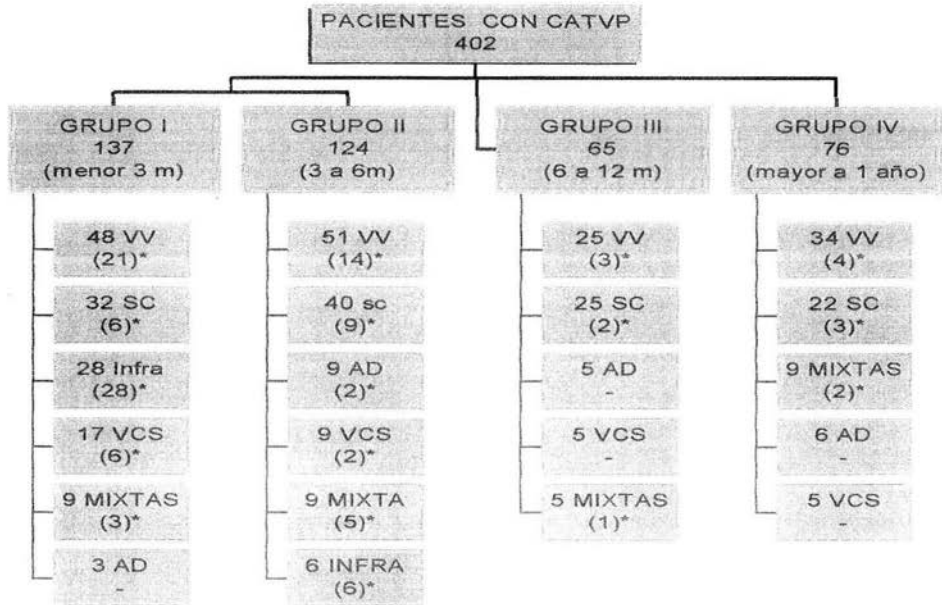 PACIENTES CON CATVP
402
GRUPO I
137
(menor 3 m)
GRUPO II
124
(3 a 6m)
GRUPO III
65
(6 a 12 m)
GRUPO IV
76
(mayor a 1 año)
48 VV
(21)*
32 SC
(6)*
28 Infra
(28)*
17 VCS
(6)*
9 MIXTAS
(3)*
3 AD
-
51 VV
(14)*
40 sc
(9)*
9 AD
(2)*
9 VCS
(2)*
9 MIXTA
(5)*
6 INFRA
(6)*
25 VV
(3)*
25 SC
(2)*
5 AD
-
5 VCS
-
5 MIXTAS
(1)*
34 VV
(4)*
22 SC
(3)*
9 MIXTAS
(2)*
6 AD
-
5 VCS
-